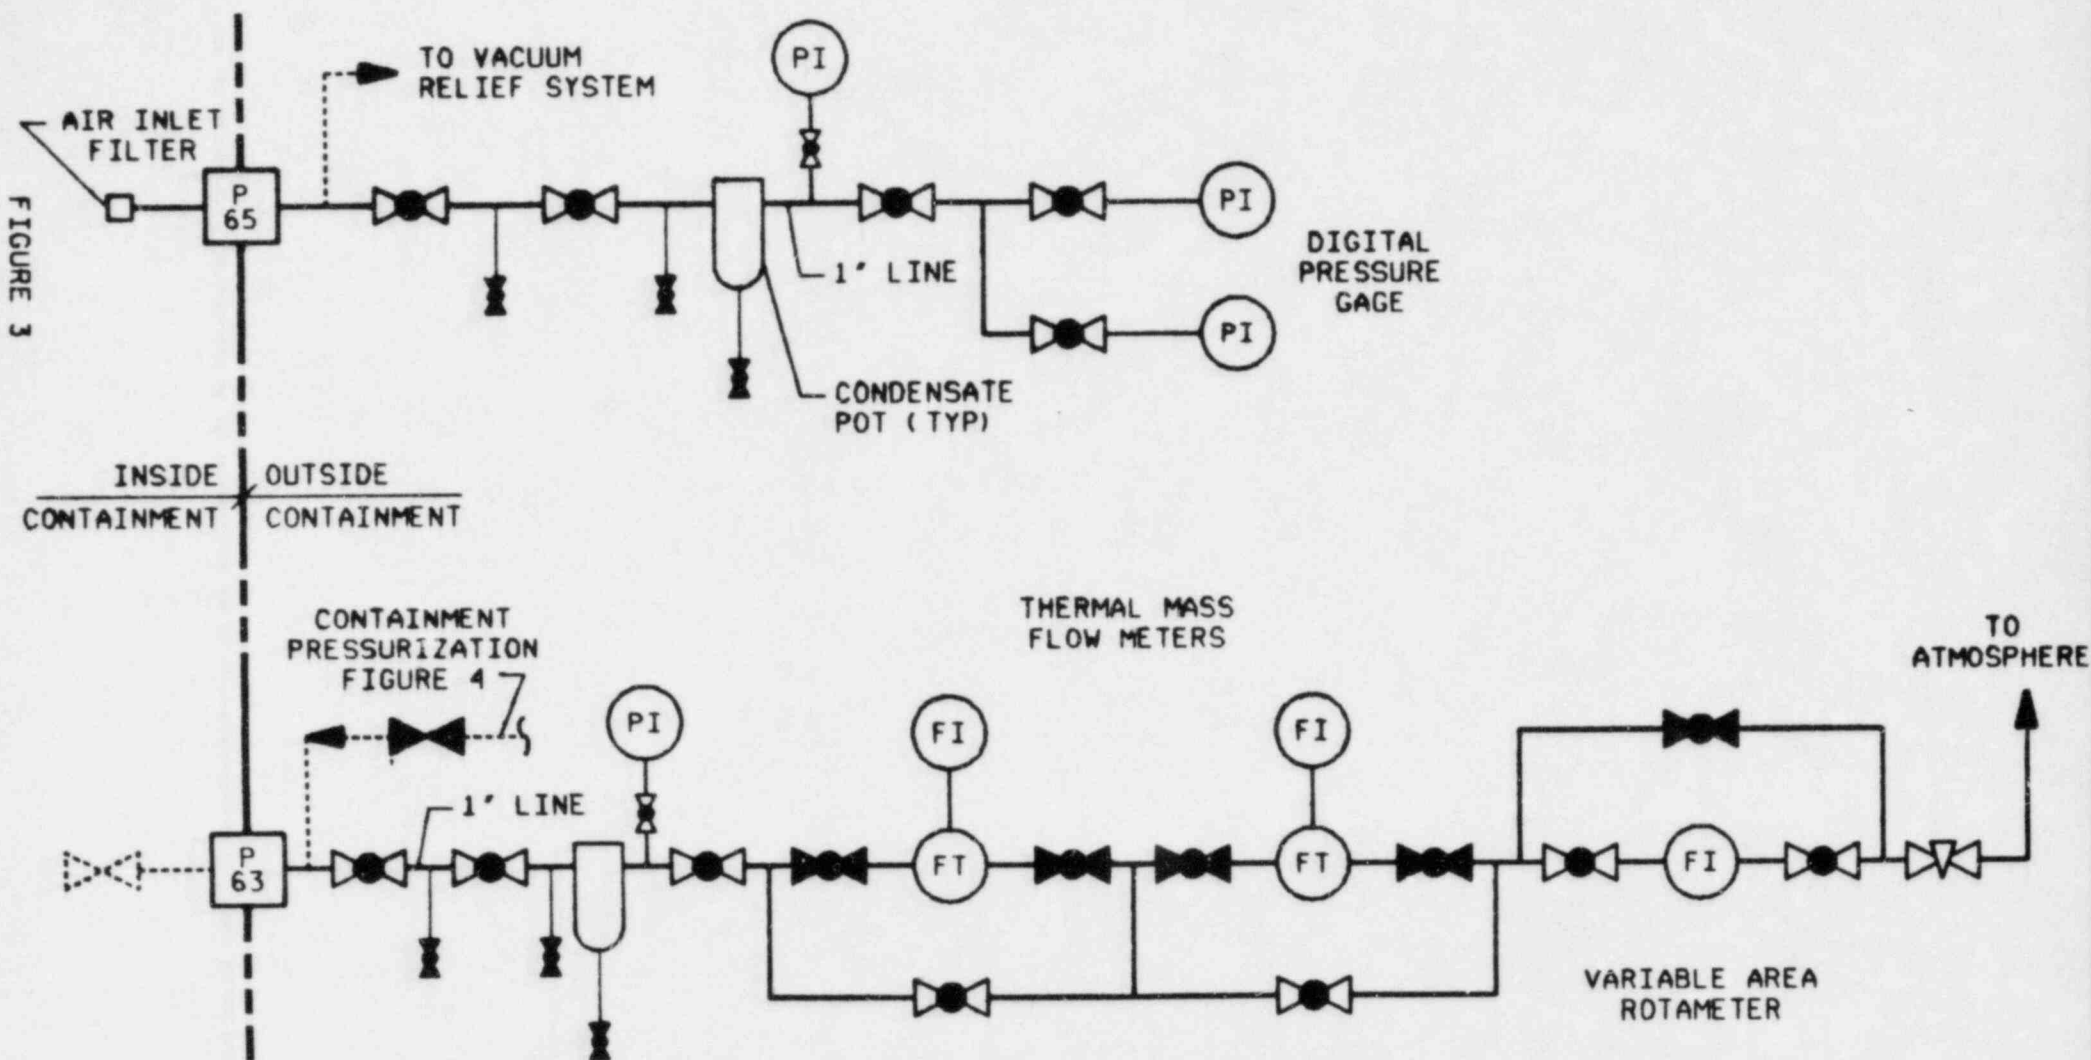 FIGURE 3
TO VACUUM
RELIEF SYSTEM
PI
AIR INLET
FILTER
P
65
PI
DIGITAL
PRESSURE
GAGE
1" LINE
PI
CONDENSATE
POT (TYP)
INSIDE
OUTSIDE
CONTAINMENT
CONTAINMENT
CONTAINMENT
PRESSURIZATION
FIGURE 4
THERMAL MASS
FLOW METERS
TO
ATMOSPHERE
PI
FI
FI
1" LINE
P
63
FT
FT
FI
VARIABLE AREA
ROTAMETER